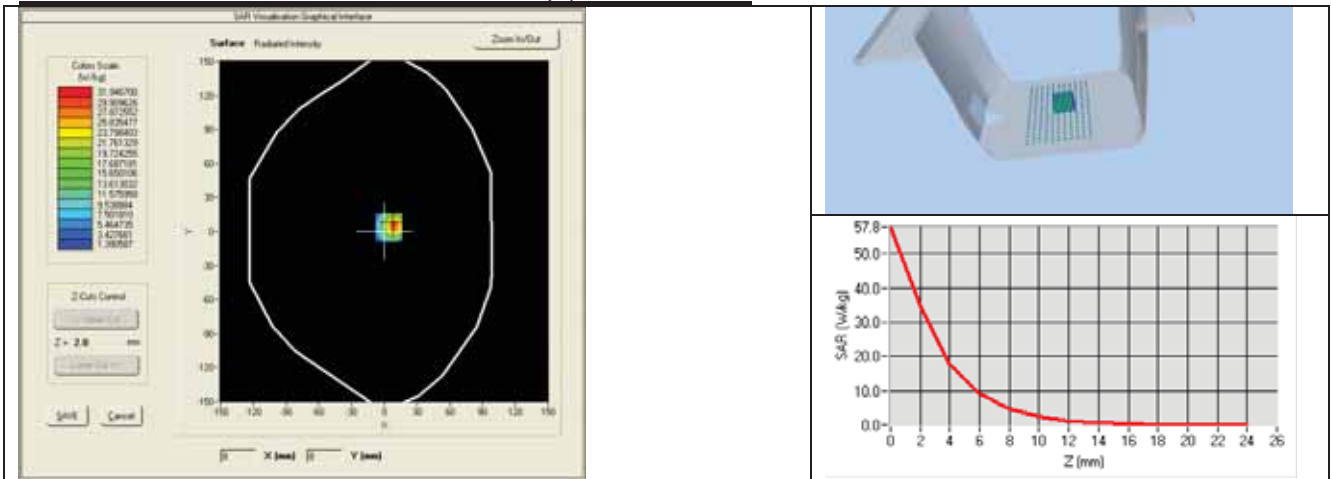 SAR Visualisation Graphical Interface
Surface Radiated Intensity
Zoom In/Out
Colors Scale
(W/kg)
31.946700
29.909626
27.872552
25.835477
23.798403
21.761329
19.724255
17.687181
15.650106
13.613032
11.575958
9.538884
7.501810
5.464735
3.427661
1.390587
150
120
90
60
30
0
-30
-60
-90
-120
-150
Y
-150 -120 -90 -60 -30 0 30 60 90 120 150
X
Z Cuts Control
Z = 2.0 mm
SAVE Cancel
0 X (mm) 0 Y (mm)
57.8
50.0
40.0
30.0
20.0
10.0
0.0
SAR (W/kg)
0 2 4 6 8 10 12 14 16 18 20 22 24 26
Z (mm)